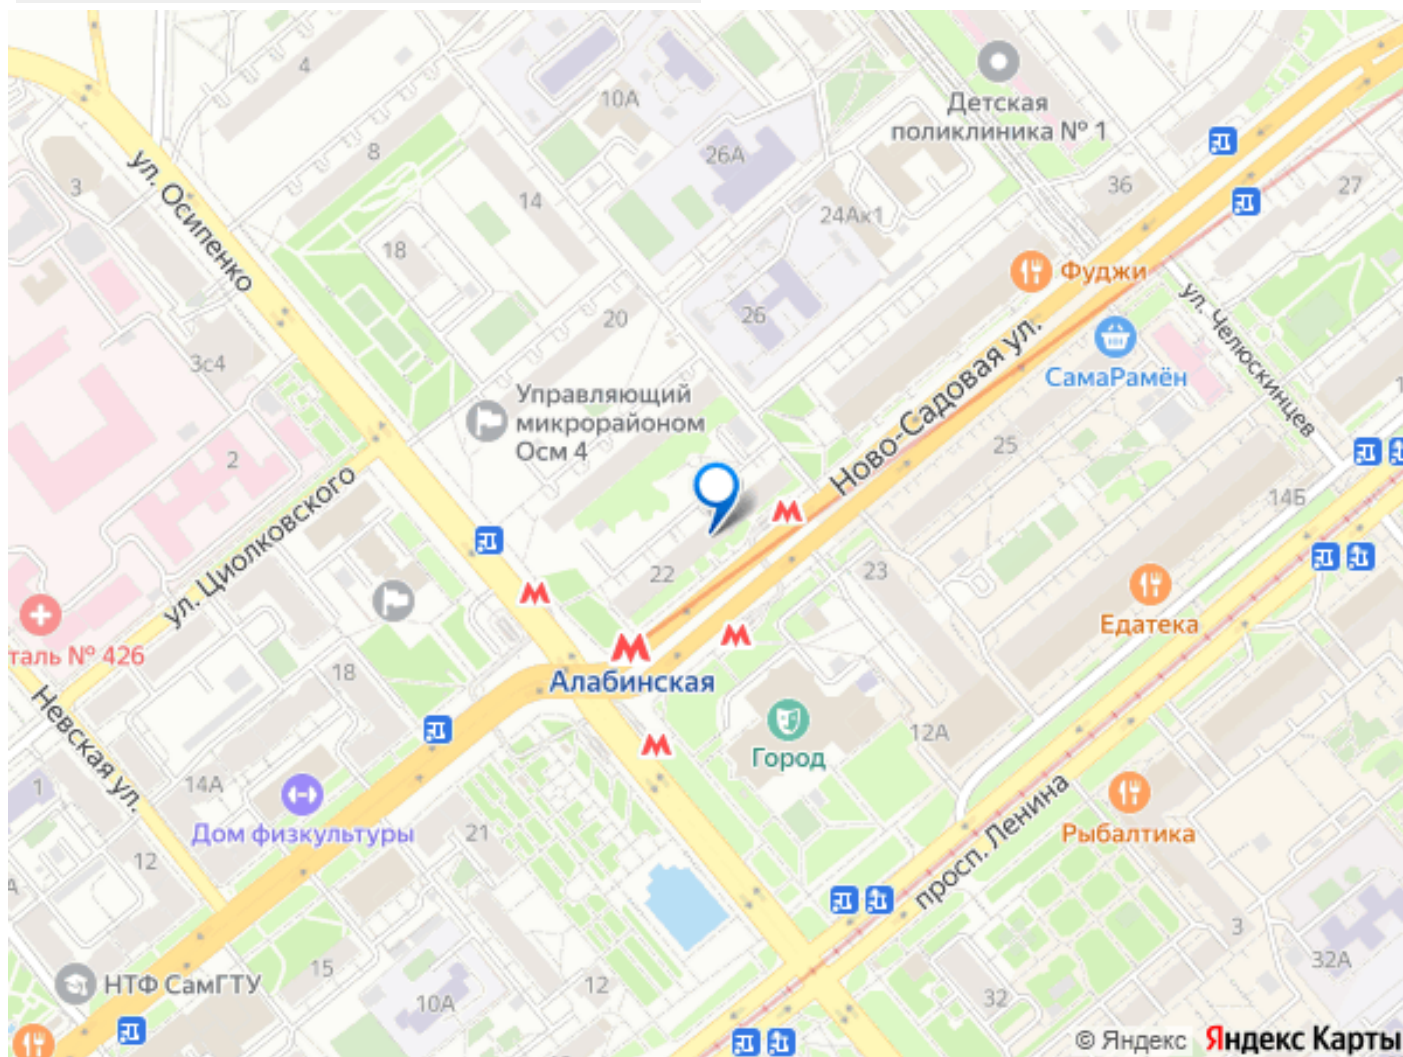 4
10А
Детская
поликлиника № 1
8
26А
ул. Осипенко
3
14
24Ак1
36
27
18
Фуджи
ул. Челюскинцев
20
26
3с4
СамаРамён
Ново-Садовая ул.
Управляющий
микрорайоном
Осм 4
2
25
14Б
ул. Циолковского
22
23
Едатека
таль № 426
18
Алабинская
Невская ул.
12А
Город
1
14А
просп. Ленина
Дом физкультуры
21
Рыбалтика
12
3
НТФ СамГТУ
15
10А
12
32
32А
© Яндекс Яндекс Карты